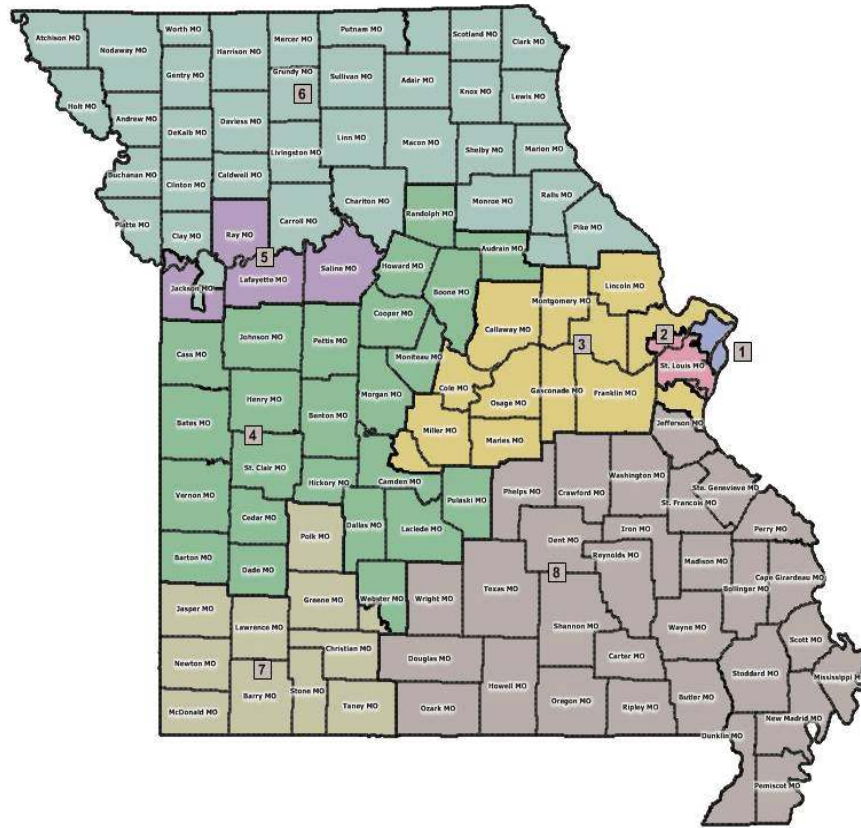 Atchison MO
Nodaway MO
Worth MO
Harrison MO
Mercer MO
Putnam MO
Scotland MO
Clark MO
Gentry MO
Grundy MO
Sullivan MO
Adair MO
Knox MO
Lewis MO
6
Holt MO
Andrew MO
DeKalb MO
Daviess MO
Livingston MO
Linn MO
Macon MO
Shelby MO
Marion MO
Buchanan MO
Clinton MO
Caldwell MO
Carroll MO
Chariton MO
Monroe MO
Ralls MO
Randolph MO
Pike MO
Platte MO
Clay MO
Ray MO
5
Audrain MO
Jackson MO
Lafayette MO
Saline MO
Howard MO
Boone MO
Montgomery MO
Lincoln MO
Callaway MO
Cooper MO
Johnson MO
Pettis MO
Cass MO
Moniteau MO
3
2
1
St. Louis MO
Cole MO
Osage MO
Gasconade MO
Franklin MO
Henry MO
Benton MO
Morgan MO
Bates MO
Miller MO
Maries MO
Jefferson MO
4
St. Clair MO
Hickory MO
Camden MO
Pulaski MO
Phelps MO
Crawford MO
Washington MO
Ste. Genevieve MO
St. Francois MO
Vernon MO
Cedar MO
Dallas MO
Laclede MO
Perry MO
Polk MO
Dent MO
Iron MO
Reynolds MO
Madison MO
Barton MO
Dade MO
8
Cape Girardeau MO
Bollinger MO
Webster MO
Wright MO
Texas MO
Jasper MO
Greene MO
Lawrence MO
Shannon MO
Wayne MO
Christian MO
Scott MO
Newton MO
7
Douglas MO
Carter MO
Stoddard MO
Mississippi MO
Barry MO
Stone MO
Howell MO
McDonald MO
Taney MO
Ozark MO
Oregon MO
Ripley MO
Butler MO
New Madrid MO
Dunklin MO
Pemiscot MO